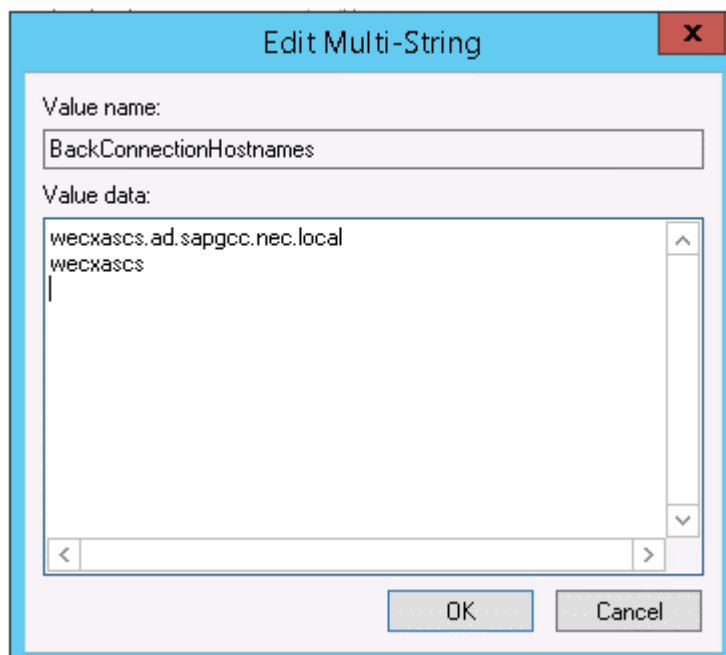 Edit Multi-String
x
Value name:
BackConnectionHostnames
Value data:
wecxascs.ad.sapgcc.nec.local
wecxascs
OK Cancel